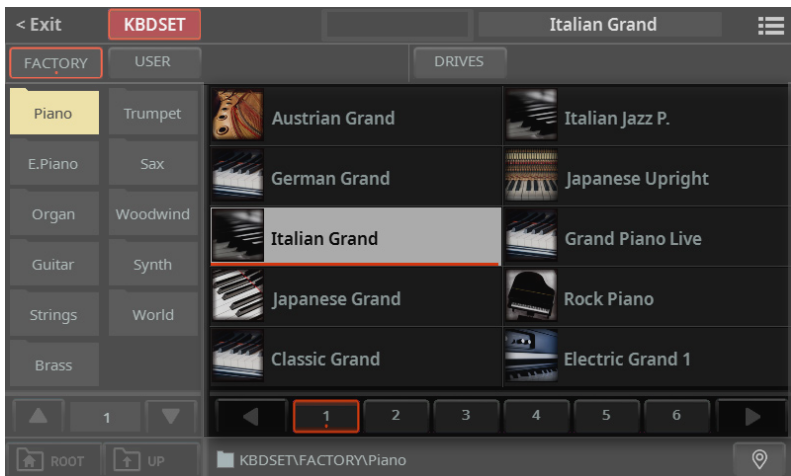 < Exit KBDSET Italian Grand
FACTORY USER DRIVES
Piano Trumpet Austrian Grand Italian Jazz P.
E.Piano Sax German Grand Japanese Upright
Organ Woodwind Italian Grand Grand Piano Live
Guitar Synth Japanese Grand Rock Piano
Strings World Classic Grand Electric Grand 1
Brass
1 1 2 3 4 5 6
ROOT UP KBDSET\FACTORY\Piano